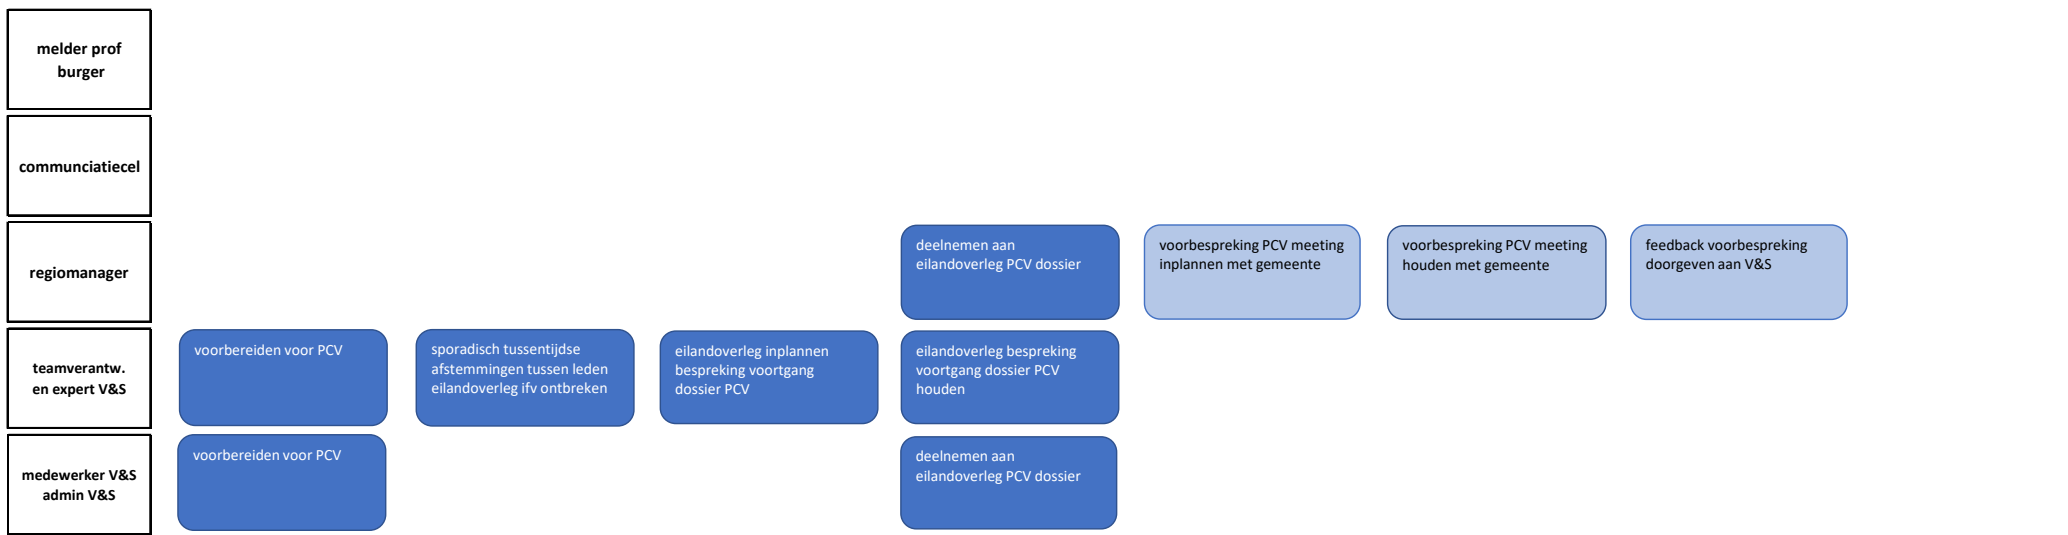 melder prof
burger
communciatiecel
regiomanager
deelnemen aan
eilandoverleg PCV dossier
voorbespreking PCV meeting
inplannen met gemeente
voorbespreking PCV meeting
houden met gemeente
feedback voorbespreking
doorgeven aan V&S
teamverantw.
en expert V&S
voorbereiden voor PCV
sporadisch tussentijdse
afstemmingen tussen leden
eilandoverleg ifv ontbreken
eilandoverleg inplannen
bespreking voortgang
dossier PCV
eilandoverleg bespreking
voortgang dossier PCV
houden
medewerker V&S
admin V&S
voorbereiden voor PCV
deelnemen aan
eilandoverleg PCV dossier